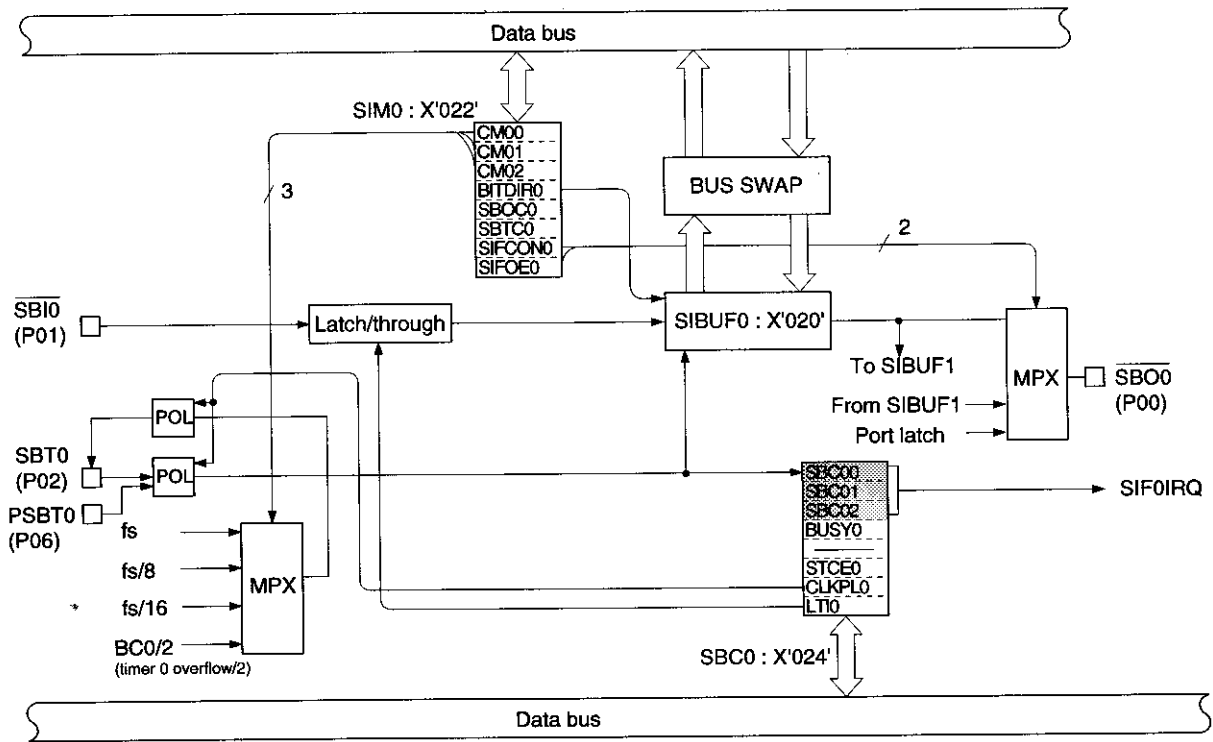 Data bus
SIM0 : X'022'
CM00
CM01
CM02
BITDIR0
SBOC0
SBTC0
SIFCON0
SIFOE0
3
BUS SWAP
2
SBI0
(P01)
Latch/through
SIBUF0 : X'020'
To SIBUF1
MPX
SBO0
(P00)
From SIBUF1
Port latch
POL
SBT0
(P02)
POL
PSBT0
(P06)
fs
fs/8
fs/16
BC0/2
(timer 0 overflow/2)
MPX
SBC00
SBC01
SBC02
BUSY0
STCE0
CLKPL0
LTI0
SIF0IRQ
SBC0 : X'024'
Data bus